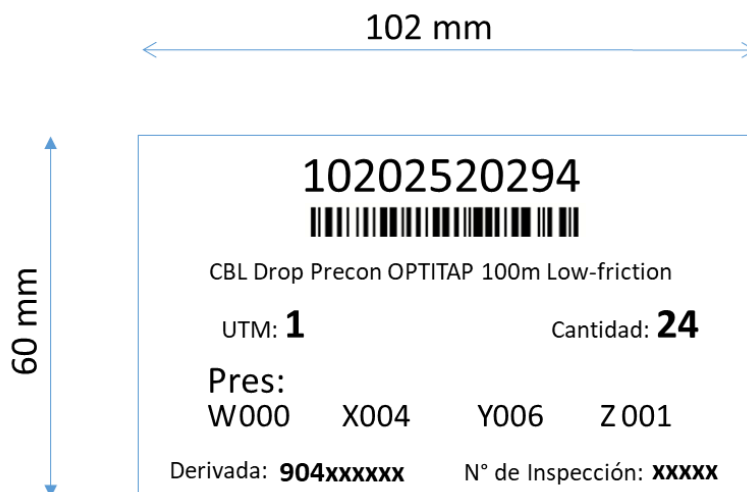 102 mm
60 mm
10202520294
CBL Drop Precon OPTITAP 100m Low-friction
UTM: 1 Cantidad: 24
Pres:
W000 X004 Y006 Z001
Derivada: 904xxxxxx N° de Inspección: xxxxx